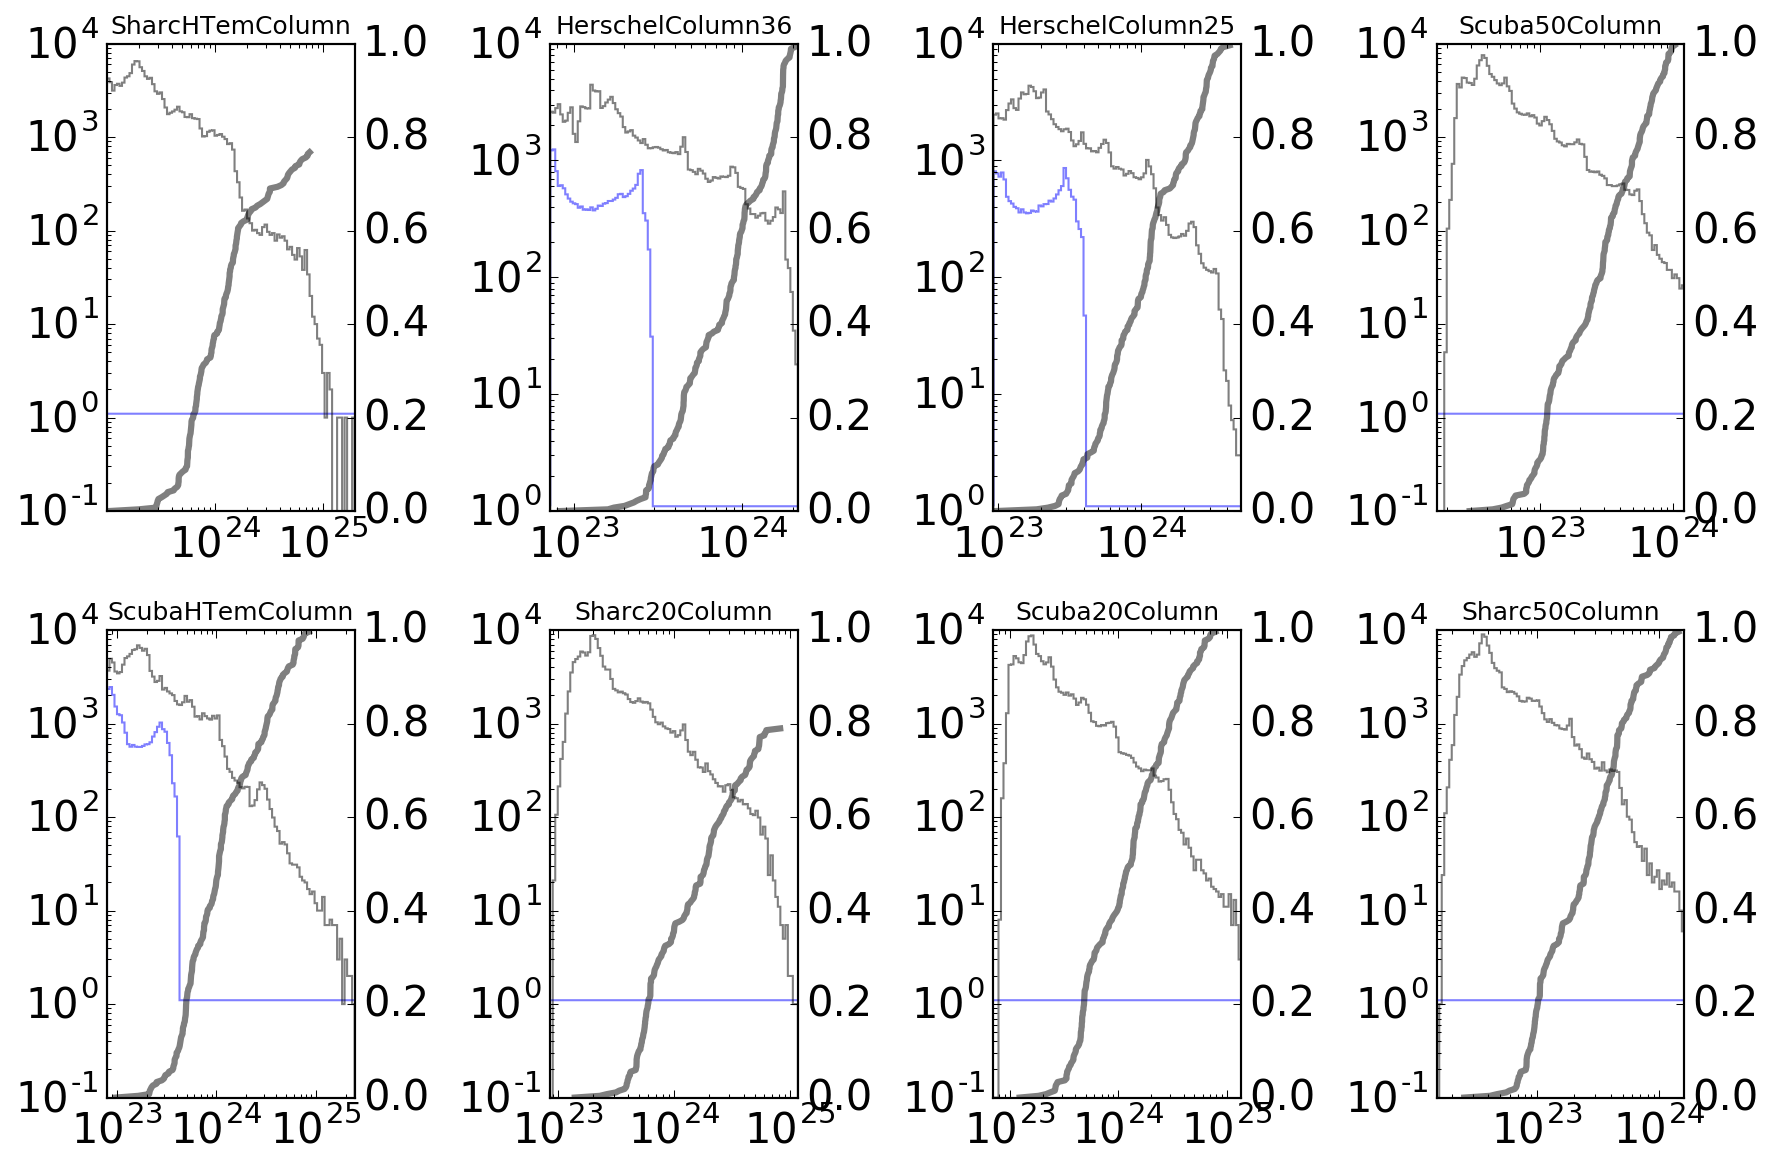 SharcHTemColumn HerschelColumn36 HerschelColumn25 Scuba50Column
10^4 1.0 10^4 1.0 10^4 1.0 10^4 1.0
10^3 0.8 10^3 0.8 10^3 0.8 10^3 0.8
10^2 0.6 10^2 0.6 10^2 0.6 10^2 0.6
10^1 0.4 10^1 0.4 10^1 0.4 10^1 0.4
10^0 0.2 0.2 0.2 10^0 0.2
10^-1 0.0 10^0 0.0 10^0 0.0 10^-1 0.0
10^24 10^25 10^23 10^24 10^23 10^24 10^23 10^24
ScubaHTemColumn Sharc20Column Scuba20Column Sharc50Column
10^4 1.0 10^4 1.0 10^4 1.0 10^4 1.0
10^3 0.8 10^3 0.8 10^3 0.8 10^3 0.8
10^2 0.6 10^2 0.6 10^2 0.6 10^2 0.6
10^1 0.4 10^1 0.4 10^1 0.4 10^1 0.4
10^0 0.2 10^0 0.2 10^0 0.2 10^0 0.2
10^-1 0.0 10^-1 0.0 10^-1 0.0 10^-1 0.0
10^23 10^24 10^25 10^23 10^24 10^25 10^23 10^24 10^25 10^23 10^24